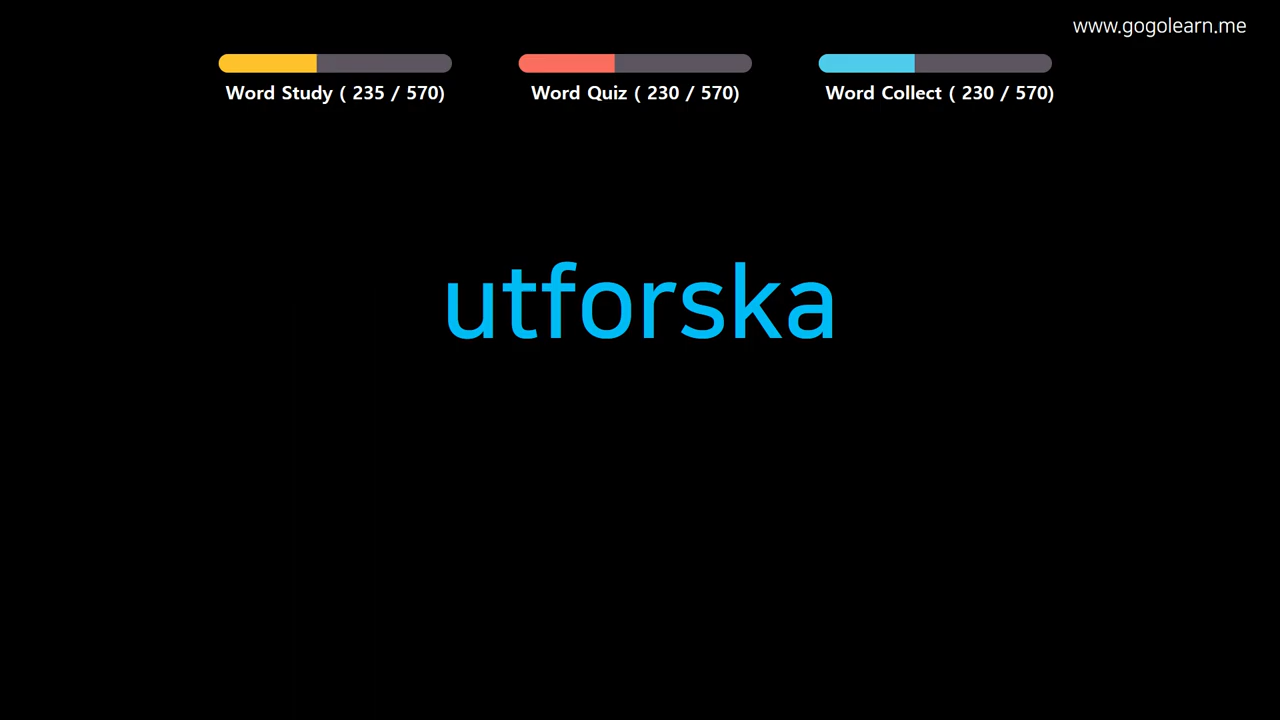 www.gogolearn.me
Word Study ( 235 / 570)
Word Quiz ( 230 / 570)
Word Collect ( 230 / 570)
utforska